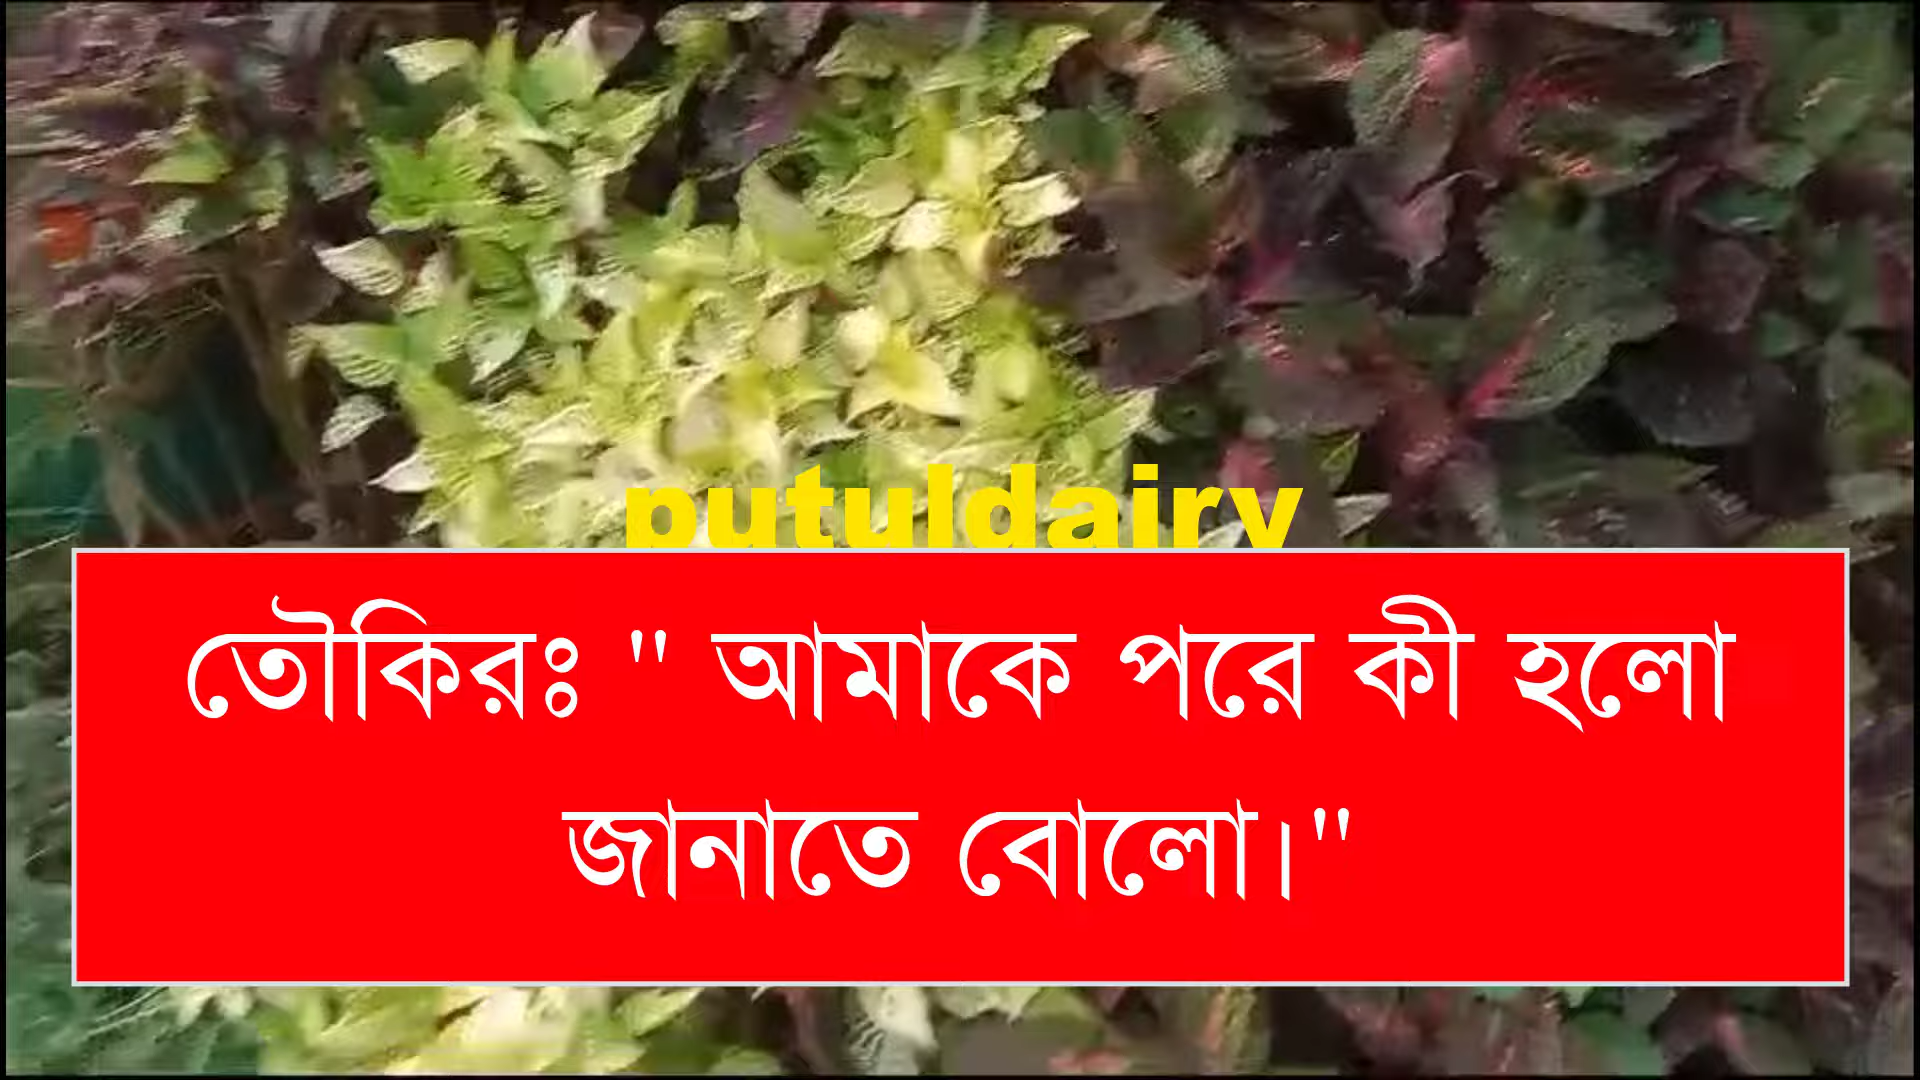 putuldairy
তৌকিরঃ " আমাকে পরে কী হলো
জানাতে বোলো।"